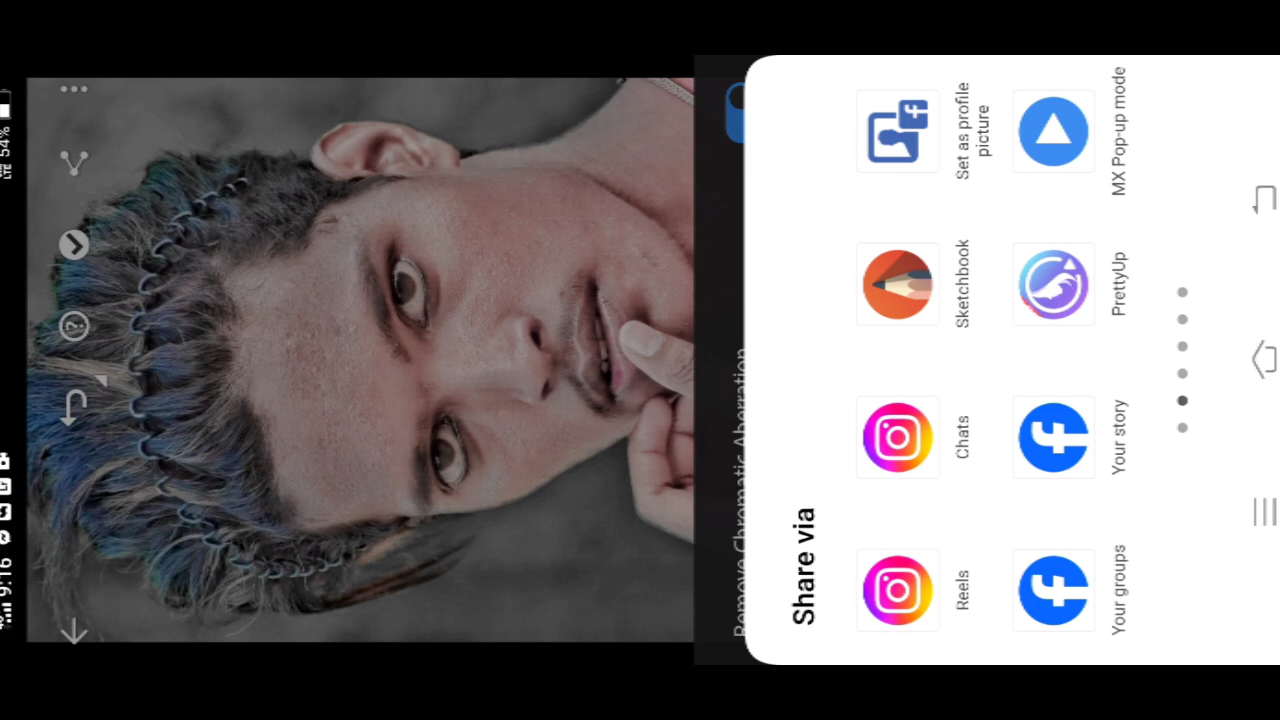 9:16
LTE 54%
Remove Chromatic Aberration
Share via
Reels
Chats
Sketchbook
Set as profile
picture
Your groups
Your story
PrettyUp
MX Pop-up mode